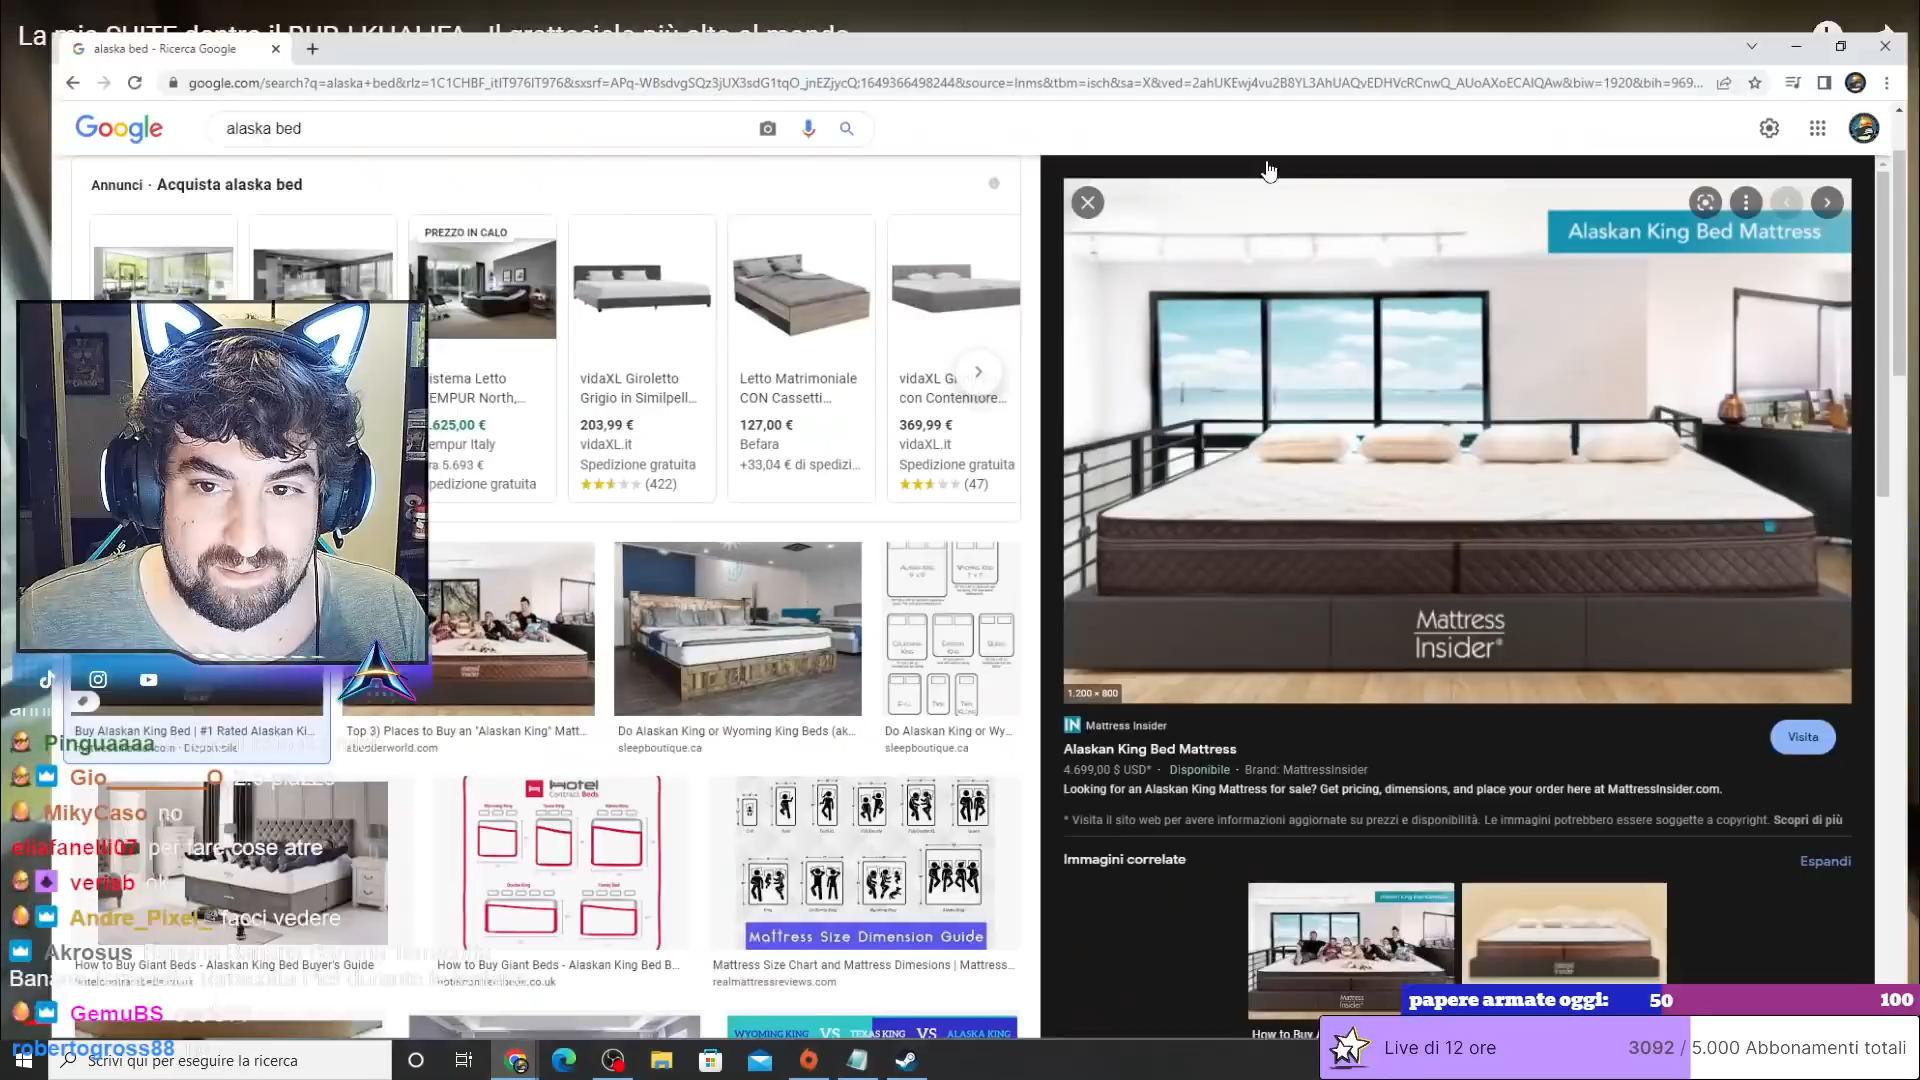 alaska bed - Ricerca Google
google.com/search?q=alaska+bed&rlz=1C1CHBF_itIT976IT976&sxsrf=APq-WBsdvgSQz3jUX3sdG1tqO_jnEZjycQ:1649366498244&source=lnms&tbm=isch&sa=X&ved=2ahUKEwj4vu2B8YL3AhUAQvEDHVcRCnwQ_AUoAXoECAIQAw&biw=1920&bih=969...
Google
alaska bed
Annunci · Acquista alaska bed
PREZZO IN CALO
istema Letto
EMPUR North,...
.625,00 €
empur Italy
ra 5.693 €
pedizione gratuita
vidaXL Giroletto
Grigio in Similpell...
203,99 €
vidaXL.it
Spedizione gratuita
(422)
Letto Matrimoniale
CON Cassetti...
127,00 €
Befara
+33,04 € di spedizi...
vidaXL
con Contenitore...
369,99 €
vidaXL.it
Spedizione gratuita
(47)
Alaskan King Bed Mattress
Mattress
Insider
1.200 × 800
IN Mattress Insider
Visita
Alaskan King Bed Mattress
4.699,00 $ USD* · Disponibile · Brand: MattressInsider
Looking for an Alaskan King Mattress for sale? Get pricing, dimensions, and place your order here at MattressInsider.com.
* Visita il sito web per avere informazioni aggiornate su prezzi e disponibilità. Le immagini potrebbero essere soggette a copyright. Scopri di più
Immagini correlate
Espandi
How to Buy
Buy Alaskan King Bed | #1 Rated Alaskan Ki...
Top 3) Places to Buy an "Alaskan King" Matt...
Do Alaskan King or Wyoming King Beds (ak...
sleepboutique.ca
Do Alaskan King or Wy...
sleepboutique.ca
Hotel
Contract Beds
Mattress Size Dimension Guide
How to Buy Giant Beds - Alaskan King Bed Buyer's Guide
How to Buy Giant Beds - Alaskan King Bed B...
Mattress Size Chart and Mattress Dimesions | Mattress...
realmattressreviews.com
WYOMING KING VS TEXAS KING VS ALASKA KING
Pinguaaaa
Gio_______O
MikyCaso no
eliafanelli07 per fare cose atre
verlab ok
Andre_Pixel_ facci vedere
Akrosus
GemuBS
robertogross88
Scrivi qui per eseguire la ricerca
papere armate oggi: 50 100
Live di 12 ore 3092 / 5.000 Abbonamenti totali